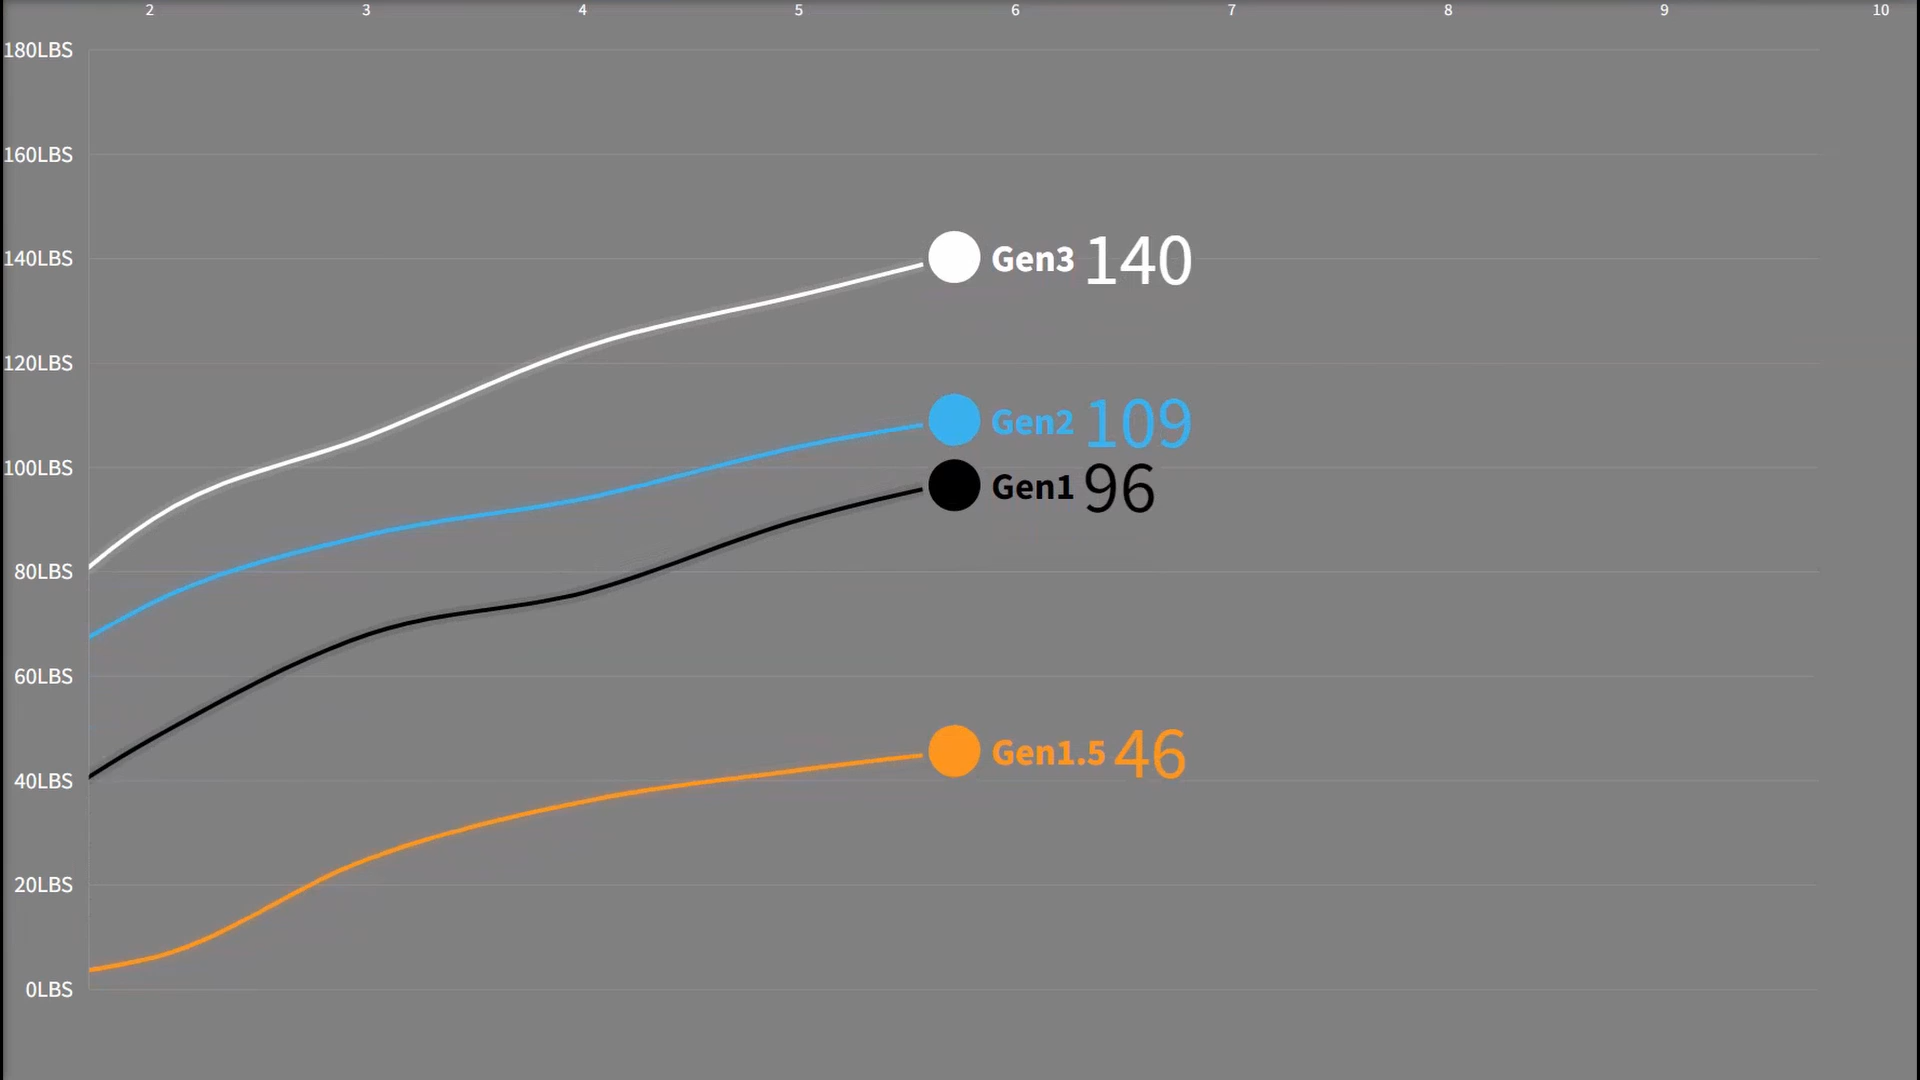 2 3 4 5 6 7 8 9 10
180LBS
160LBS
140LBS
Gen3 140
120LBS
Gen2 109
100LBS
Gen1 96
80LBS
60LBS
Gen1.5 46
40LBS
20LBS
0LBS